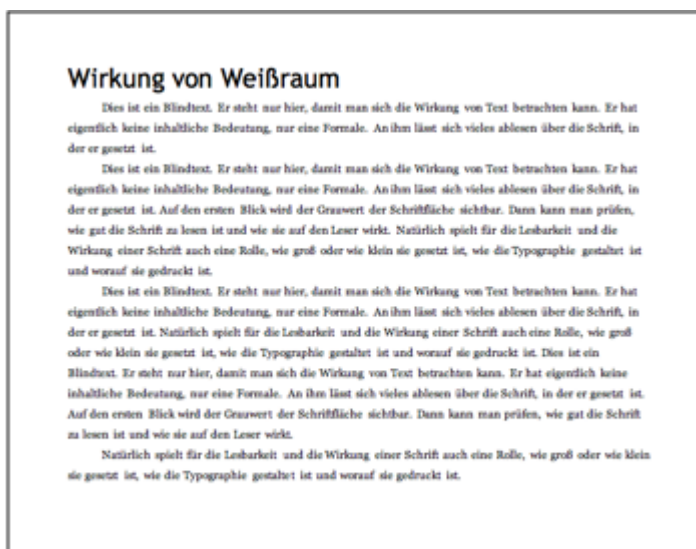 Wirkung von Weißraum
Dies ist ein Blindtext. Er steht nur hier, damit man sich die Wirkung von Text betrachten kann. Er hat
eigentlich keine inhaltliche Bedeutung, nur eine Formale. An ihm lässt sich vieles ablesen über die Schrift, in
der er gesetzt ist.
Dies ist ein Blindtext. Er steht nur hier, damit man sich die Wirkung von Text betrachten kann. Er hat
eigentlich keine inhaltliche Bedeutung, nur eine Formale. An ihm lässt sich vieles ablesen über die Schrift, in
der er gesetzt ist. Auf den ersten Blick wird der Grauwert der Schriftfläche sichtbar. Dann kann man prüfen,
wie gut die Schrift zu lesen ist und wie sie auf den Leser wirkt. Natürlich spielt für die Lesbarkeit und die
Wirkung einer Schrift auch eine Rolle, wie groß oder wie klein sie gesetzt ist, wie die Typographie gestaltet ist
und worauf sie gedruckt ist.
Dies ist ein Blindtext. Er steht nur hier, damit man sich die Wirkung von Text betrachten kann. Er hat
eigentlich keine inhaltliche Bedeutung, nur eine Formale. An ihm lässt sich vieles ablesen über die Schrift, in
der er gesetzt ist. Natürlich spielt für die Lesbarkeit und die Wirkung einer Schrift auch eine Rolle, wie groß
oder wie klein sie gesetzt ist, wie die Typographie gestaltet ist und worauf sie gedruckt ist. Dies ist ein
Blindtext. Er steht nur hier, damit man sich die Wirkung von Text betrachten kann. Er hat eigentlich keine
inhaltliche Bedeutung, nur eine Formale. An ihm lässt sich vieles ablesen über die Schrift, in der er gesetzt ist.
Auf den ersten Blick wird der Grauwert der Schriftfläche sichtbar. Dann kann man prüfen, wie gut die Schrift
zu lesen ist und wie sie auf den Leser wirkt.
Natürlich spielt für die Lesbarkeit und die Wirkung einer Schrift auch eine Rolle, wie groß oder wie klein
sie gesetzt ist, wie die Typographie gestaltet ist und worauf sie gedruckt ist.